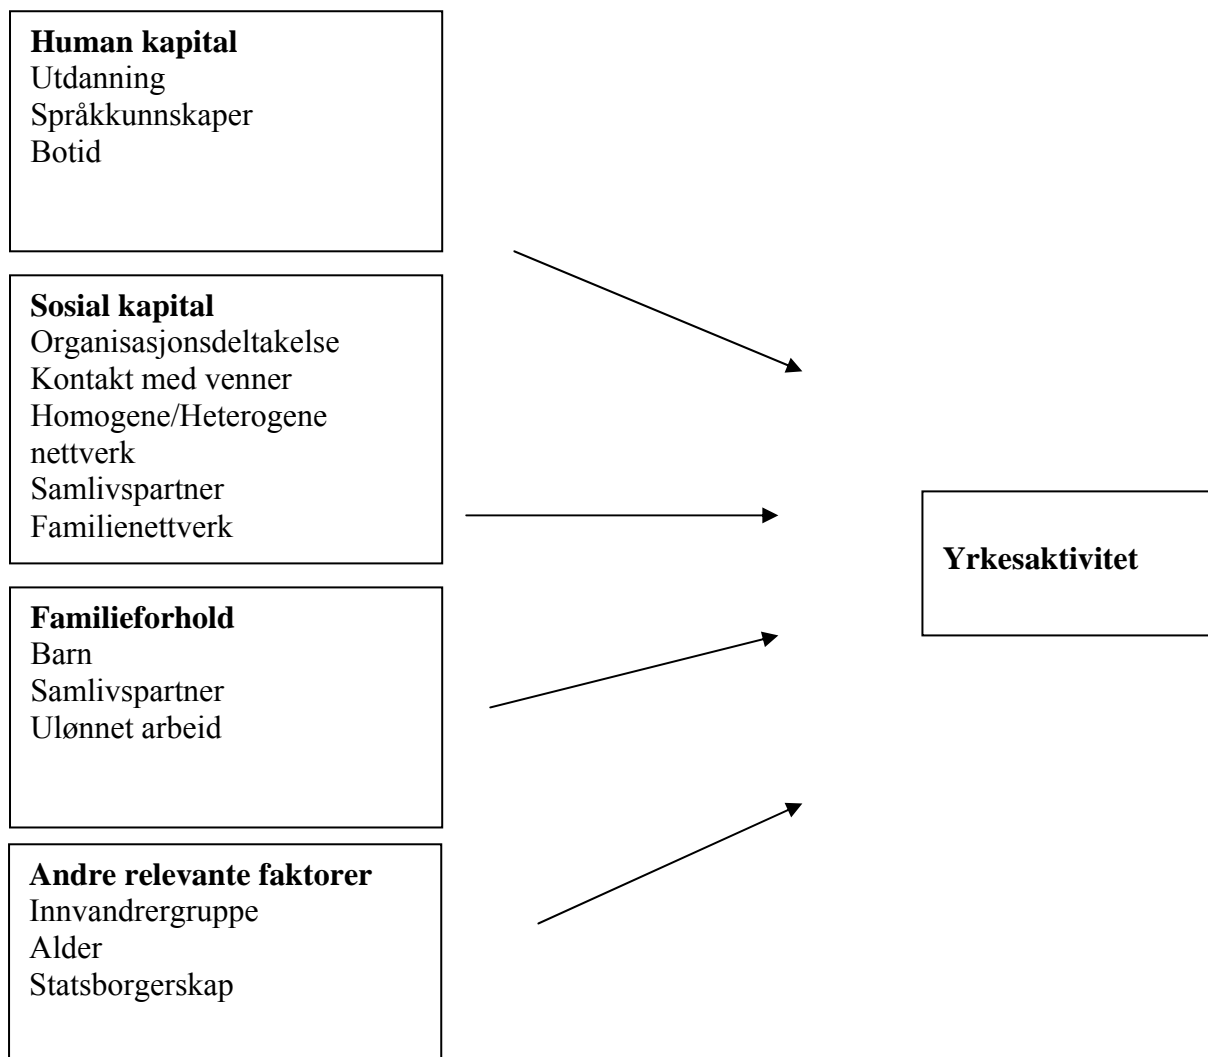 Human kapital
Utdanning
Språkkunnskaper
Botid
Sosial kapital
Organisasjonsdeltakelse
Kontakt med venner
Homogene/Heterogene
nettverk
Samlivspartner
Familienettverk
Yrkesaktivitet
Familieforhold
Barn
Samlivspartner
Ulønnet arbeid
Andre relevante faktorer
Innvandrergruppe
Alder
Statsborgerskap